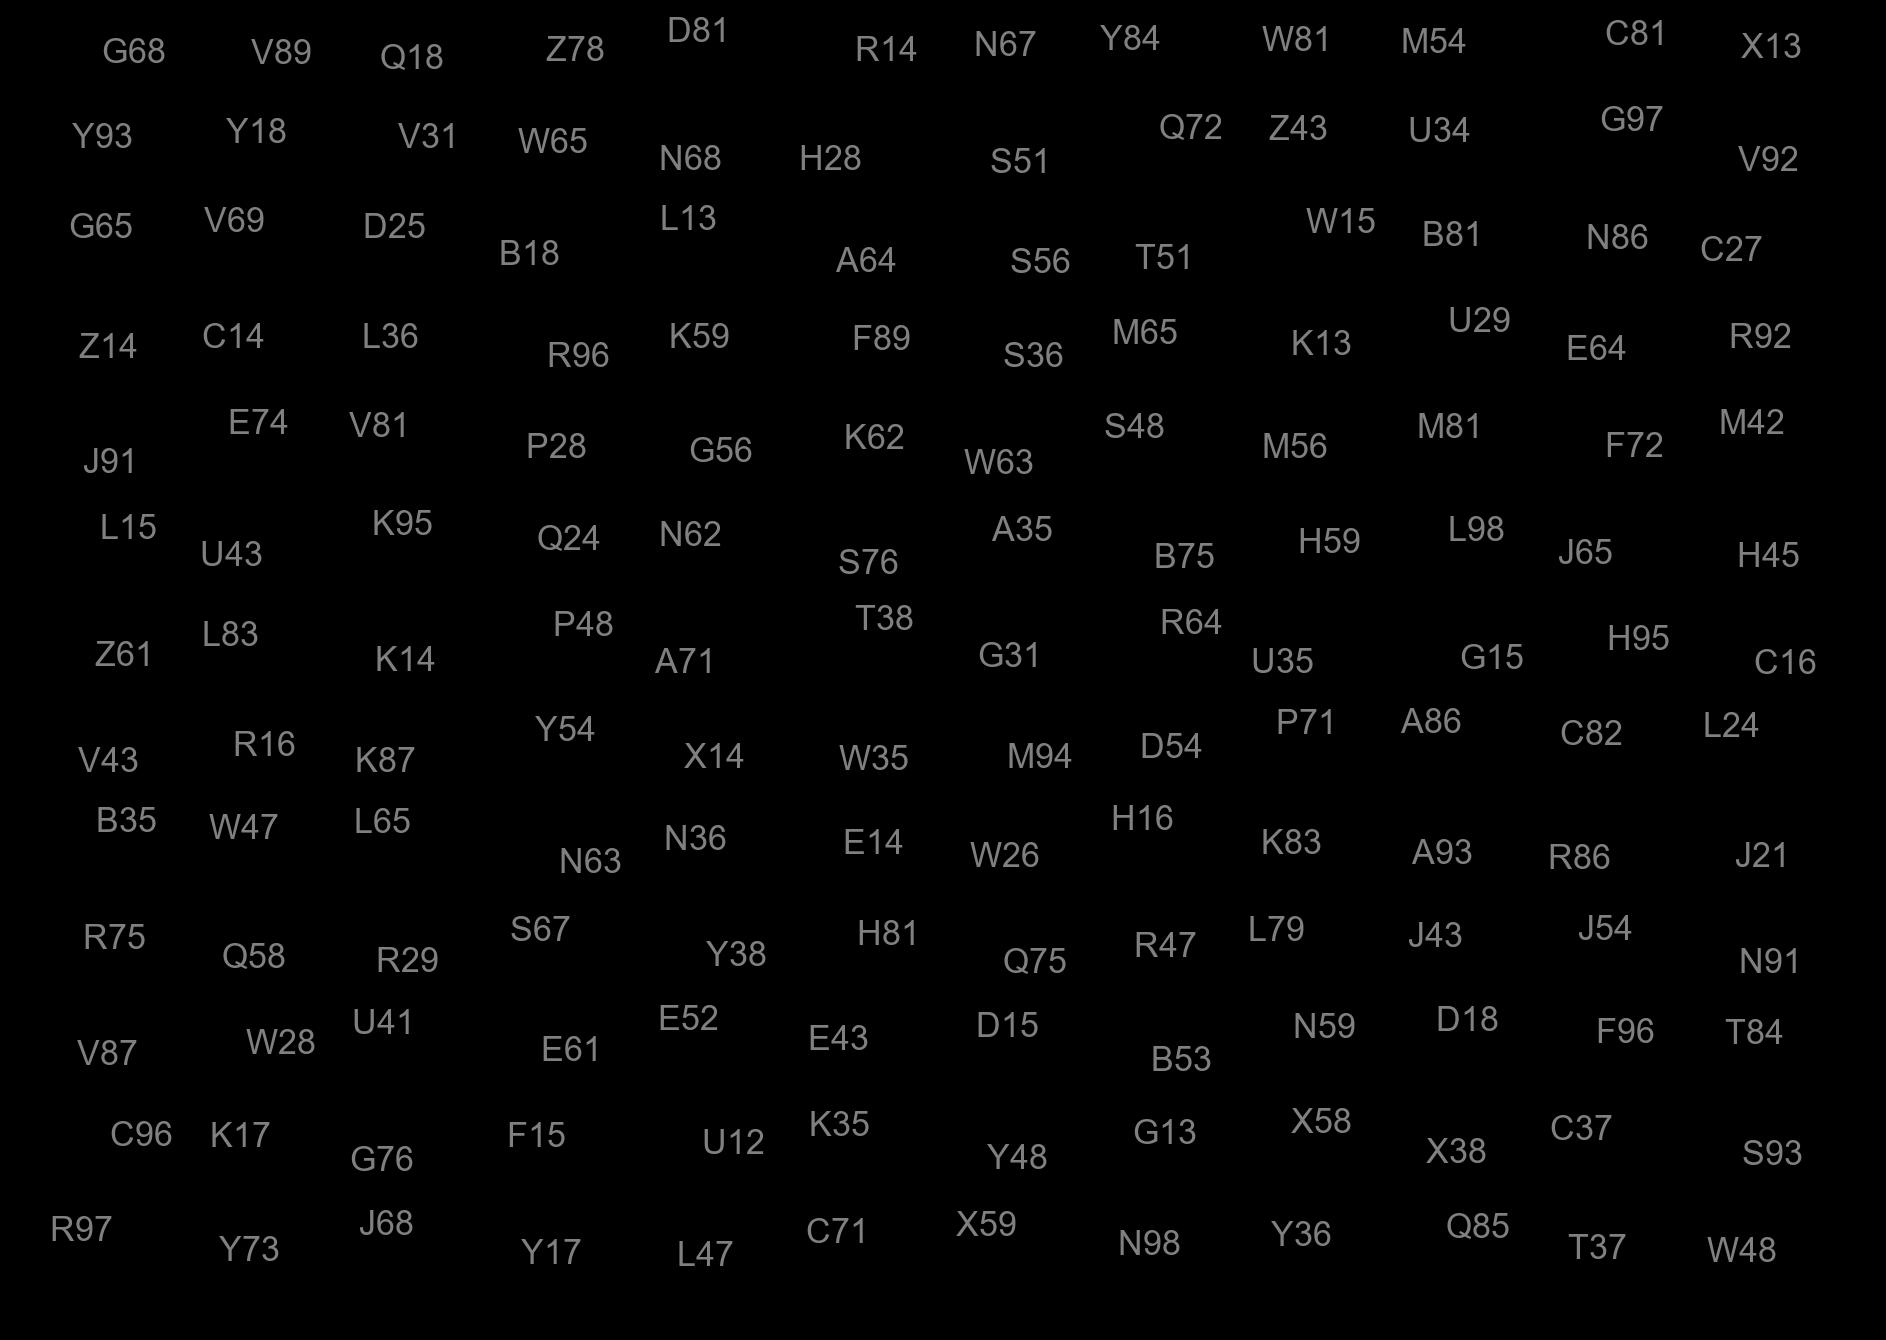 G68 V89 Q18 Z78 D81 R14 N67 Y84 W81 M54 C81 X13
Y93 Y18 V31 W65 N68 H28 S51 Q72 Z43 U34 G97 V92
G65 V69 D25 B18 L13 A64 S56 T51 W15 B81 N86 C27
Z14 C14 L36 R96 K59 F89 S36 M65 K13 U29 E64 R92
J91 E74 V81 P28 G56 K62 W63 S48 M56 M81 F72 M42
L15 U43 K95 Q24 N62 S76 A35 B75 H59 L98 J65 H45
Z61 L83 K14 P48 A71 T38 G31 R64 U35 G15 H95 C16
V43 R16 K87 Y54 X14 W35 M94 D54 P71 A86 C82 L24
B35 W47 L65 N63 N36 E14 W26 H16 K83 A93 R86 J21
R75 Q58 R29 S67 Y38 H81 Q75 R47 L79 J43 J54 N91
V87 W28 U41 E61 E52 E43 D15 B53 N59 D18 F96 T84
C96 K17 G76 F15 U12 K35 Y48 G13 X58 X38 C37 S93
R97 Y73 J68 Y17 L47 C71 X59 N98 Y36 Q85 T37 W48